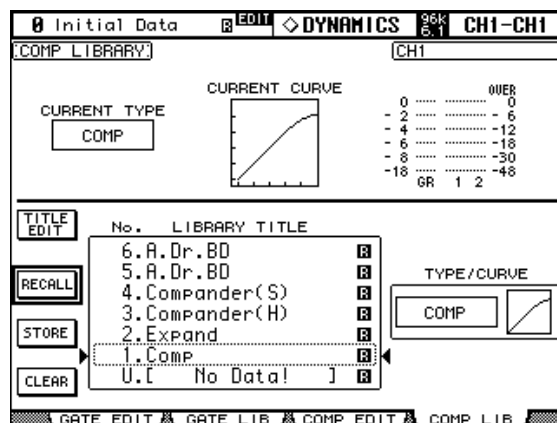 0 Initial Data R EDIT ◇DYNAMICS 96k 6.1 CH1-CH1
COMP LIBRARY
CH1
CURRENT TYPE
COMP
CURRENT CURVE
OVER
0 0
- 2 - 6
- 4 -12
- 6 -18
- 8 -30
-18 -48
GR 1 2
TITLE EDIT
RECALL
STORE
CLEAR
No. LIBRARY TITLE
6.A.Dr.BD R
5.A.Dr.BD R
4.Compander(S) R
3.Compander(H) R
2.Expand R
1.Comp R
U.[ No Data! ] R
TYPE/CURVE
COMP
GATE EDIT GATE LIB COMP EDIT COMP LIB